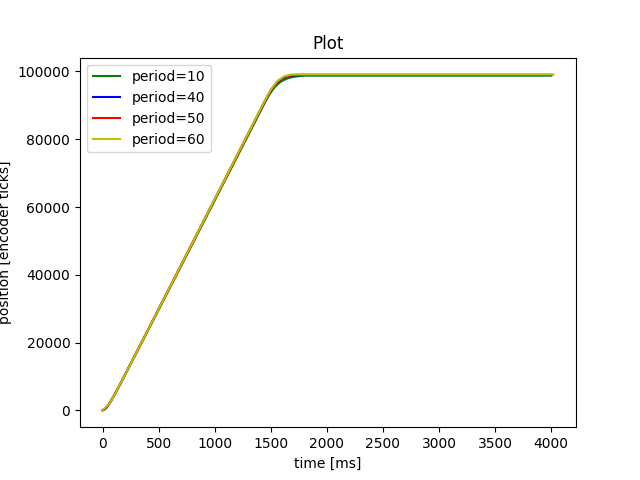 Plot
100000
80000
60000
40000
20000
0
position [encoder ticks]
period=10
period=40
period=50
period=60
0 500 1000 1500 2000 2500 3000 3500 4000
time [ms]